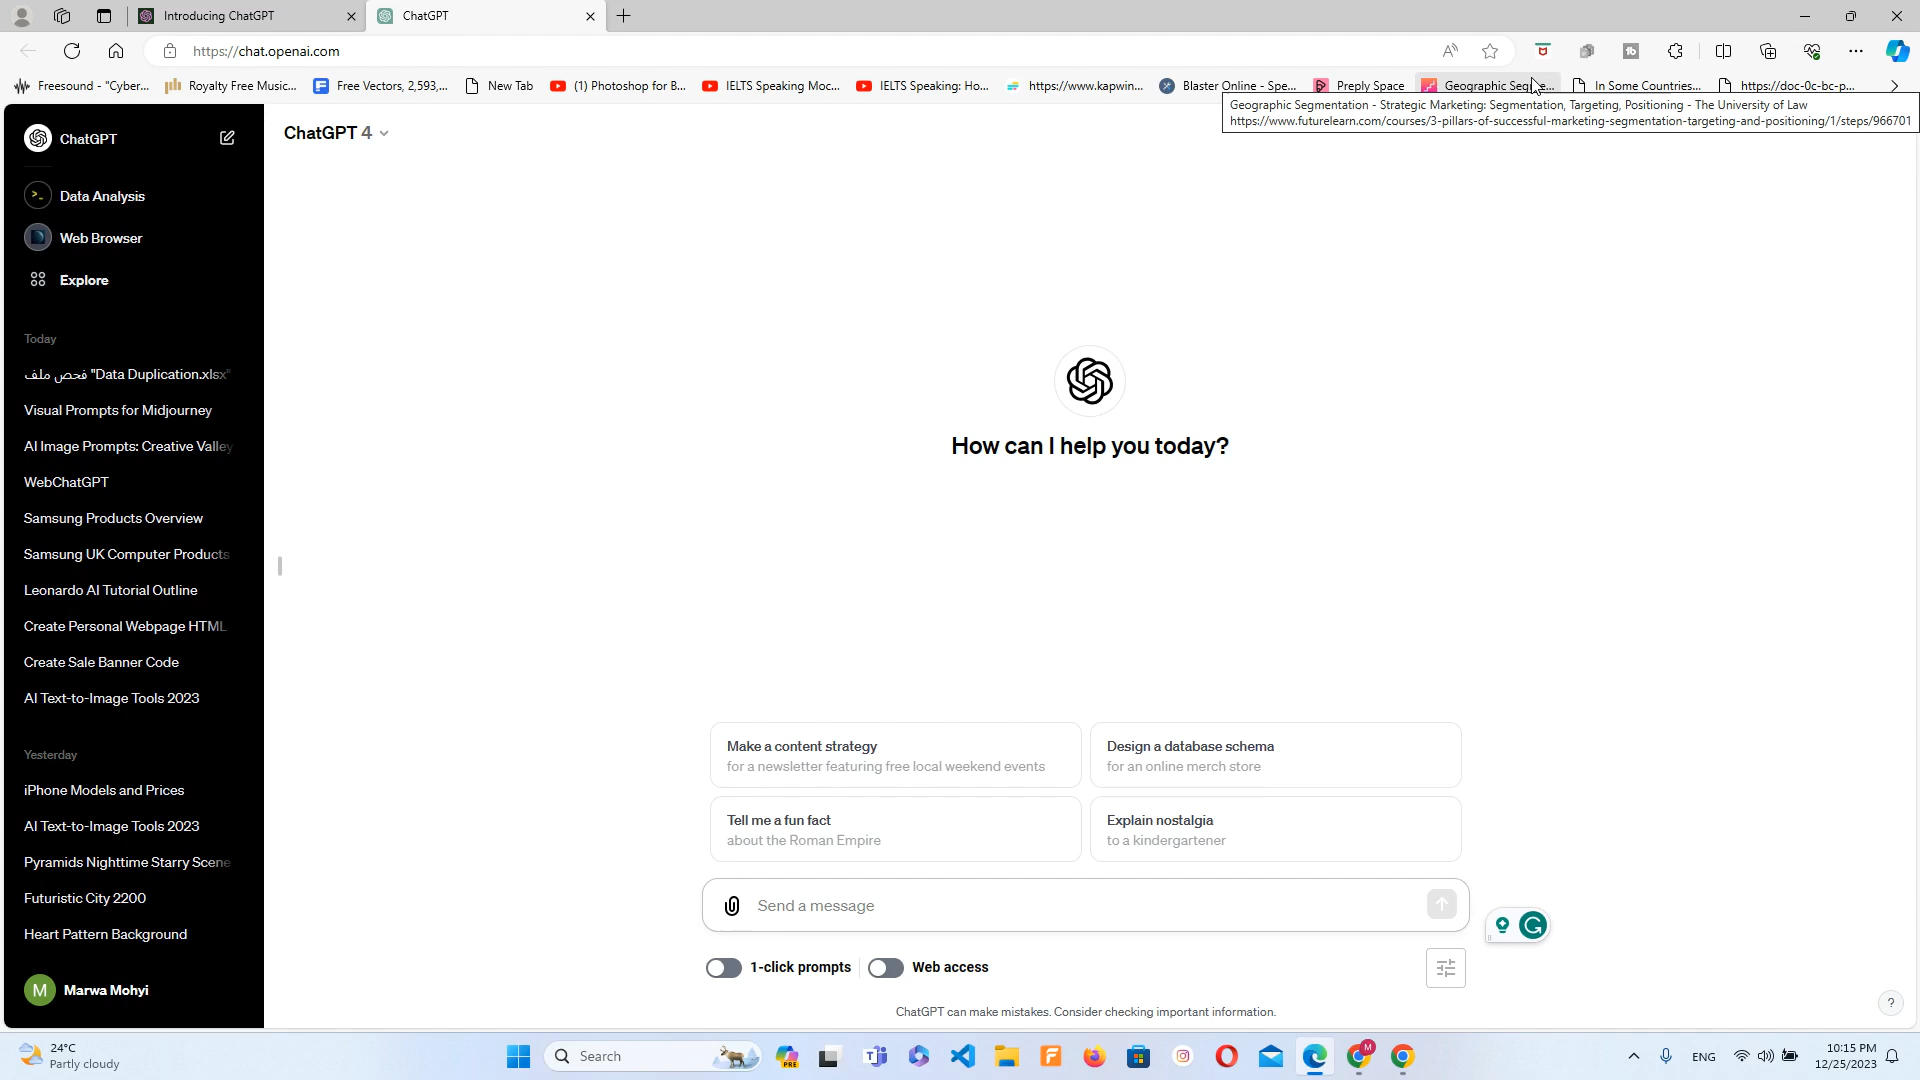 Introducing ChatGPT
ChatGPT
https://chat.openai.com
Freesound - "Cyber...
Royalty Free Music...
Free Vectors, 2,593,...
New Tab
(1) Photoshop for B...
IELTS Speaking Moc...
IELTS Speaking: Ho...
https://www.kapwin...
Blaster Online - Spe...
Preply Space
Geographic Segme...
In Some Countries...
https://doc-0c-bc-p...
Geographic Segmentation - Strategic Marketing: Segmentation, Targeting, Positioning - The University of Law
https://www.futurelearn.com/courses/3-pillars-of-successful-marketing-segmentation-targeting-and-positioning/1/steps/966701
ChatGPT
ChatGPT 4
Data Analysis
Web Browser
Explore
Today
فحص ملف "Data Duplication.xlsx"
Visual Prompts for Midjourney
AI Image Prompts: Creative Valley
WebChatGPT
Samsung Products Overview
Samsung UK Computer Products
Leonardo AI Tutorial Outline
Create Personal Webpage HTML
Create Sale Banner Code
AI Text-to-Image Tools 2023
Yesterday
iPhone Models and Prices
AI Text-to-Image Tools 2023
Pyramids Nighttime Starry Scene
Futuristic City 2200
Heart Pattern Background
M Marwa Mohyi
How can I help you today?
Make a content strategy
for a newsletter featuring free local weekend events
Design a database schema
for an online merch store
Tell me a fun fact
about the Roman Empire
Explain nostalgia
to a kindergartener
Send a message
1-click prompts
Web access
ChatGPT can make mistakes. Consider checking important information.
?
24°C
Partly cloudy
Search
PRE
M
ENG
10:15 PM
12/25/2023